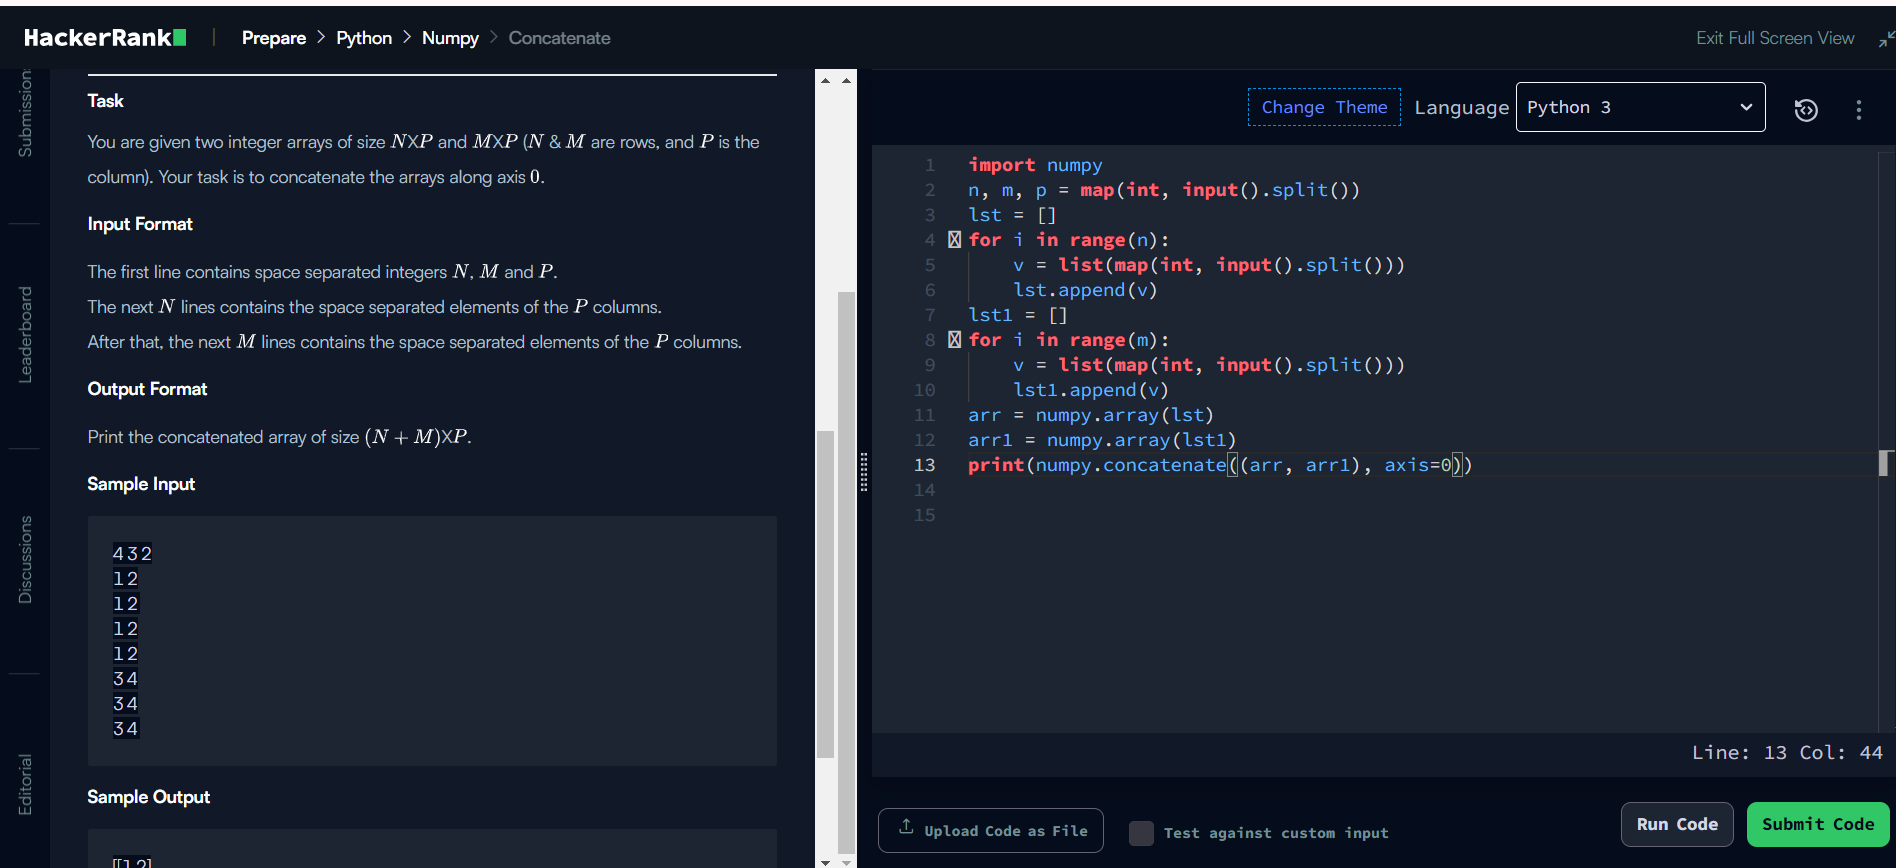 HackerRank | Prepare > Python > Numpy > Concatenate
Exit Full Screen View
Submissions
Leaderboard
Discussions
Editorial
Task
You are given two integer arrays of size NXP and MXP (N & M are rows, and P is the
column). Your task is to concatenate the arrays along axis 0.
Input Format
The first line contains space separated integers N, M and P.
The next N lines contains the space separated elements of the P columns.
After that, the next M lines contains the space separated elements of the P columns.
Output Format
Print the concatenated array of size (N + M)XP.
Sample Input
4 3 2
1 2
1 2
1 2
1 2
3 4
3 4
3 4
Sample Output
[[1 2]
Change Theme Language Python 3
1 import numpy
2 n, m, p = map(int, input().split())
3 lst = []
4 for i in range(n):
5 v = list(map(int, input().split()))
6 lst.append(v)
7 lst1 = []
8 for i in range(m):
9 v = list(map(int, input().split()))
10 lst1.append(v)
11 arr = numpy.array(lst)
12 arr1 = numpy.array(lst1)
13 print(numpy.concatenate((arr, arr1), axis=0))
14
15
Line: 13 Col: 44
Upload Code as File
Test against custom input
Run Code
Submit Code